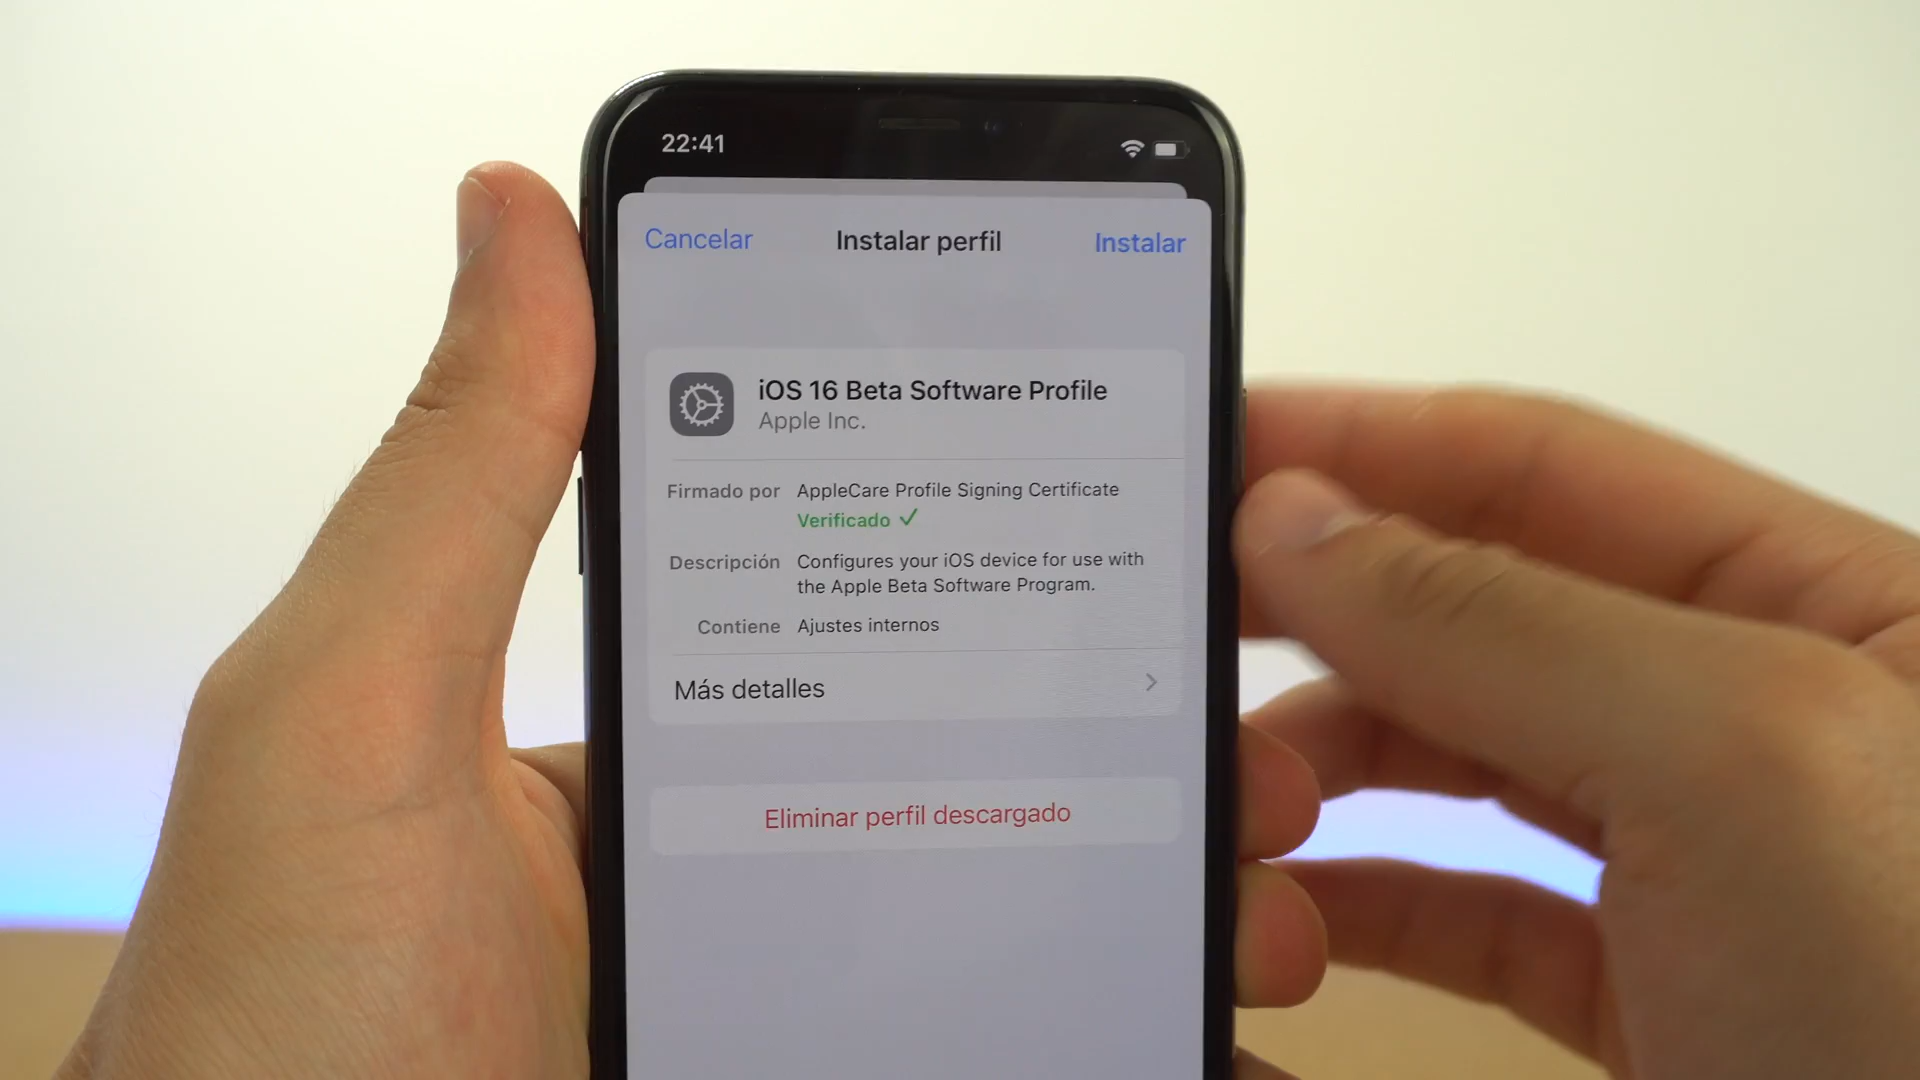 22:41
Cancelar
Instalar perfil
Instalar
iOS 16 Beta Software Profile
Apple Inc.
Firmado por
AppleCare Profile Signing Certificate
Verificado ✓
Descripción
Configures your iOS device for use with
the Apple Beta Software Program.
Contiene
Ajustes internos
Más detalles
Eliminar perfil descargado